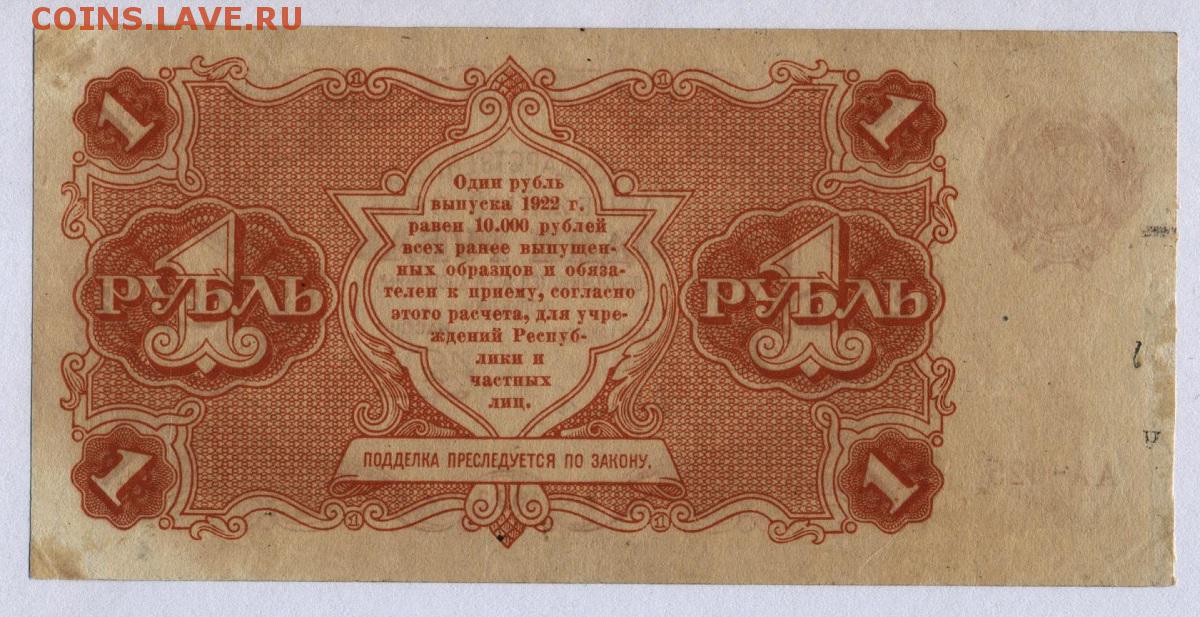 COINS.LAVE.RU
1
1
Один рубль
выпуска 1922 г.
равен 10.000 рублей
всех ранее выпущен-
ных образцов и обяза-
телен к приему, согласно
этого расчета, для учре-
ждений Респуб-
лики и
частных
лиц.
1 РУБЛЬ
1 РУБЛЬ
ПОДДЕЛКА ПРЕСЛЕДУЕТСЯ ПО ЗАКОНУ.
1
1